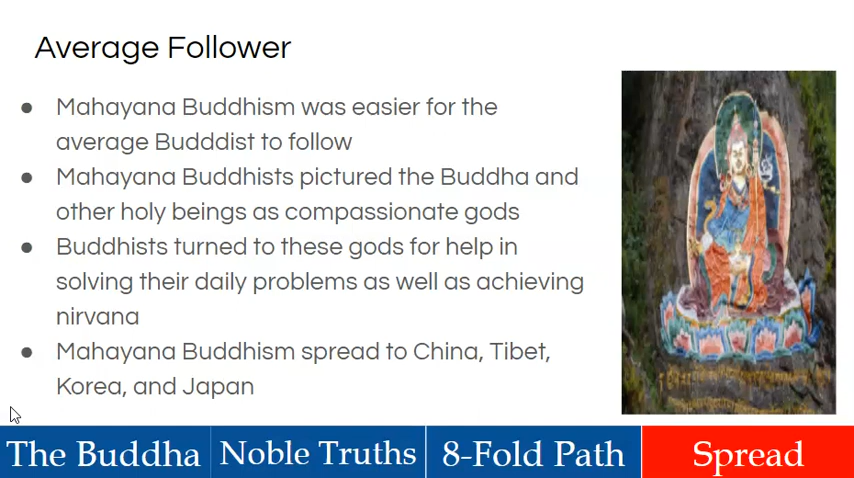 Average Follower
● Mahayana Buddhism was easier for the
average Budddist to follow
● Mahayana Buddhists pictured the Buddha and
other holy beings as compassionate gods
● Buddhists turned to these gods for help in
solving their daily problems as well as achieving
nirvana
● Mahayana Buddhism spread to China, Tibet,
Korea, and Japan
The Buddha
Noble Truths
8-Fold Path
Spread